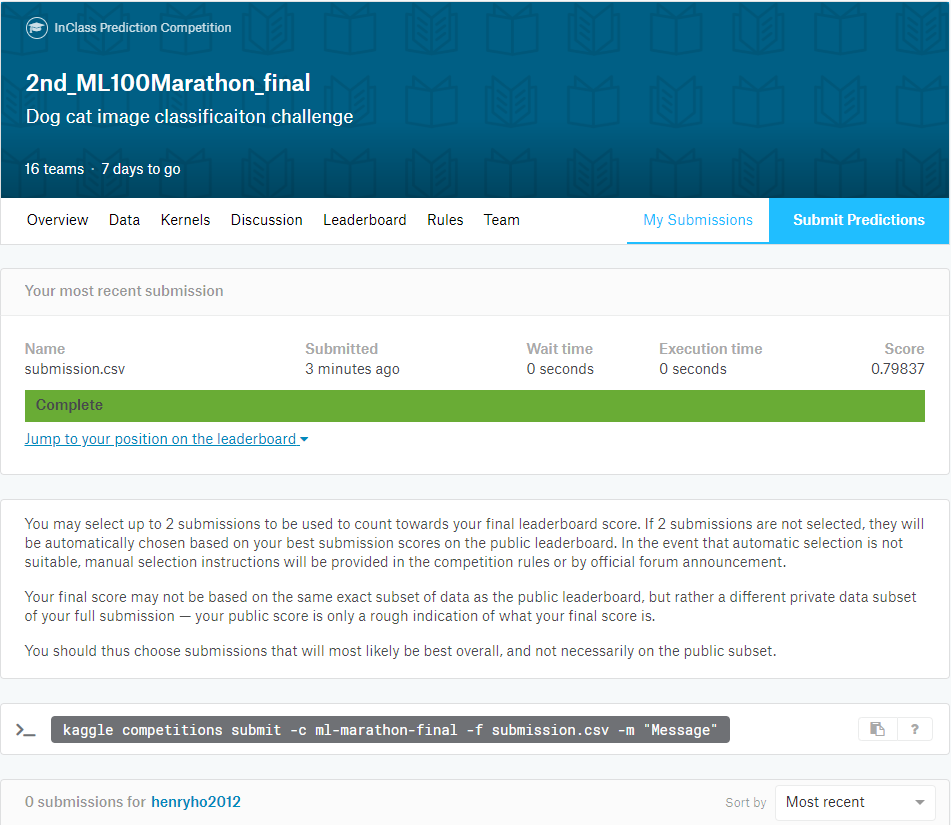 InClass Prediction Competition
2nd_ML100Marathon_final
Dog cat image classificaiton challenge
16 teams · 7 days to go
Overview Data Kernels Discussion Leaderboard Rules Team My Submissions Submit Predictions
Your most recent submission
Name Submitted Wait time Execution time Score
submission.csv 3 minutes ago 0 seconds 0 seconds 0.79837
Complete
Jump to your position on the leaderboard
You may select up to 2 submissions to be used to count towards your final leaderboard score. If 2 submissions are not selected, they will
be automatically chosen based on your best submission scores on the public leaderboard. In the event that automatic selection is not
suitable, manual selection instructions will be provided in the competition rules or by official forum announcement.
Your final score may not be based on the same exact subset of data as the public leaderboard, but rather a different private data subset
of your full submission — your public score is only a rough indication of what your final score is.
You should thus choose submissions that will most likely be best overall, and not necessarily on the public subset.
>_ kaggle competitions submit -c ml-marathon-final -f submission.csv -m "Message" ?
0 submissions for henryho2012 Sort by Most recent